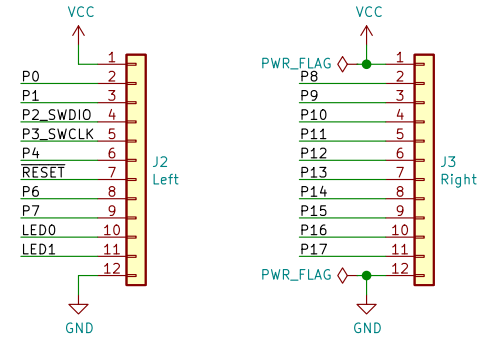 VCC
1
P0 2
P1 3
P2_SWDIO 4
P3_SWCLK 5
P4 6
RESET 7
P6 8
P7 9
LED0 10
LED1 11
12
J2
Left
GND
VCC
PWR_FLAG 1
P8 2
P9 3
P10 4
P11 5
P12 6
P13 7
P14 8
P15 9
P16 10
P17 11
PWR_FLAG 12
J3
Right
GND